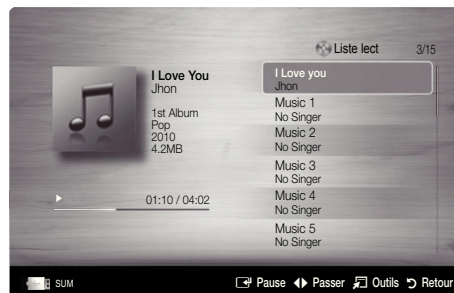 Liste lect 3/15
I Love You
Jhon
1st Album
Pop
2010
4.2MB
01:10 / 04:02
I Love you
Jhon
Music 1
No Singer
Music 2
No Singer
Music 3
No Singer
Music 4
No Singer
Music 5
No Singer
SUM
Pause Passer Outils Retour